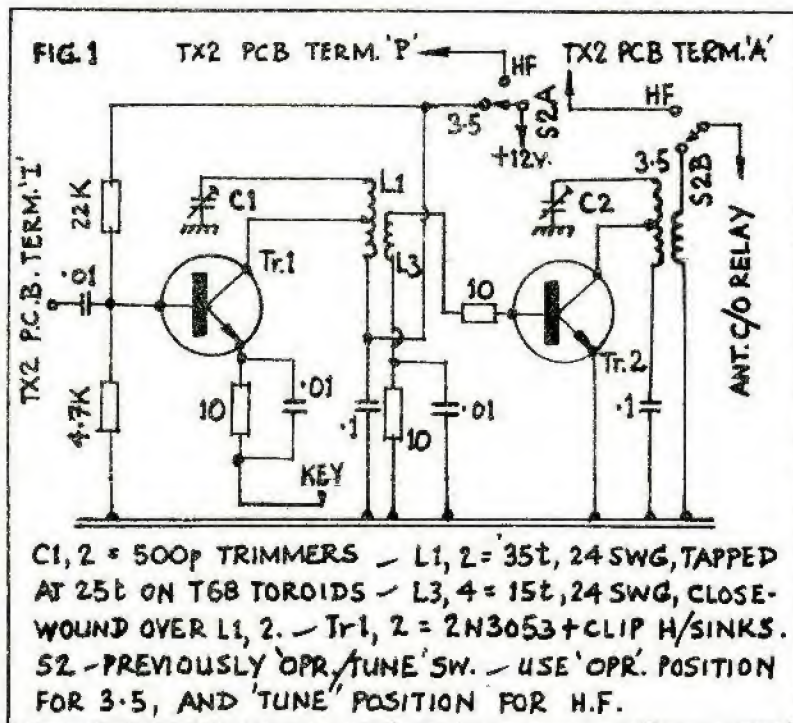 FIG.1 TX2 PCB TERM.'P' TX2 PCB TERM.'A'
HF
HF
3.5
S2A
+12v.
3.5
S2B
22K
C1
L1
C2
TX2 P.C.B. TERM.'I'
.01
Tr.1
L3
10
Tr.2
ANT. C/O RELAY
4.7K
10
.01
.1
10
.01
.1
KEY
C1, 2 = 500p TRIMMERS – L1, 2 = 35t, 24 SWG, TAPPED
AT 25t ON T68 TOROIDS – L3, 4 = 15t, 24 SWG, CLOSE-
WOUND OVER L1, 2. – Tr1, 2 = 2N3053 + CLIP H/SINKS.
S2 – PREVIOUSLY 'OPR/TUNE' SW. – USE 'OPR'. POSITION
FOR 3.5, AND 'TUNE" POSITION FOR H.F.